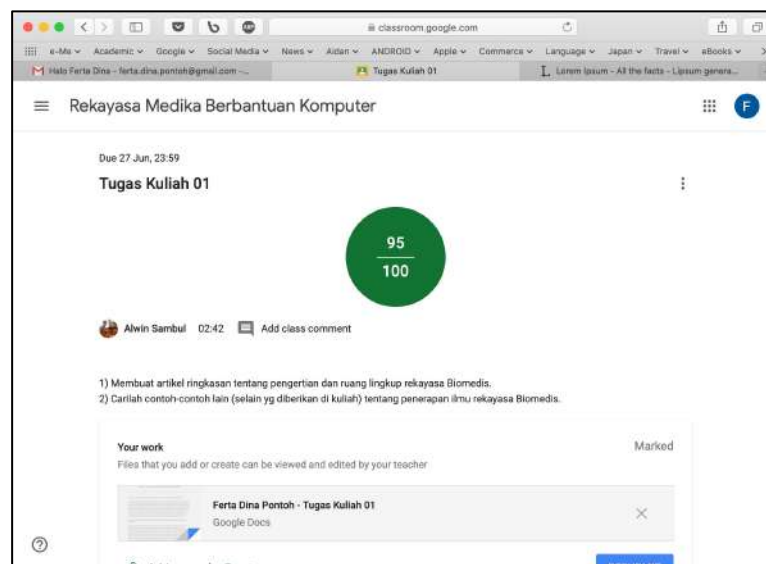 classroom.google.com
e-Me Academic Google Social Media News Aidan ANDROID Apple Commerce Language Japan Travel eBooks
Halo Ferta Dina - ferta.dina.pontoh@gmail.com -... Tugas Kuliah 01 Lorem Ipsum - All the facts - Lipsum genera...
Rekayasa Medika Berbantuan Komputer F
Due 27 Jun, 23:59
Tugas Kuliah 01
95
100
Alwin Sambul 02:42 Add class comment
1) Membuat artikel ringkasan tentang pengertian dan ruang lingkup rekayasa Biomedis.
2) Carilah contoh-contoh lain (selain yg diberikan di kuliah) tentang penerapan ilmu rekayasa Biomedis.
Your work Marked
Files that you add or create can be viewed and edited by your teacher
Ferta Dina Pontoh - Tugas Kuliah 01
Google Docs